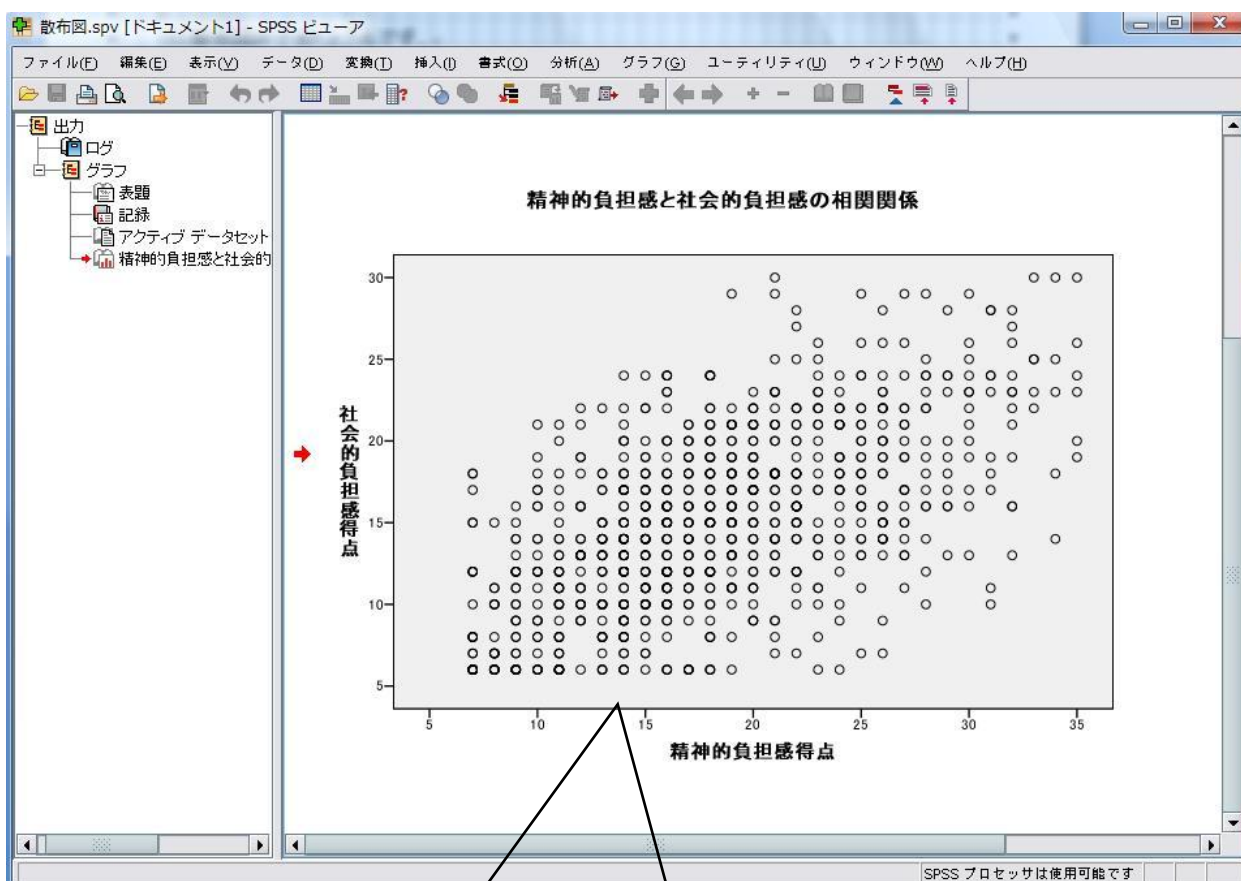 散布図.spv [ドキュメント1] - SPSS ビューア
ファイル(F) 編集(E) 表示(V) データ(D) 変換(T) 挿入(I) 書式(O) 分析(A) グラフ(G) ユーティリティ(U) ウィンドウ(W) ヘルプ(H)
出力
ログ
グラフ
表題
記録
アクティブ データセット
精神的負担感と社会的
精神的負担感と社会的負担感の相関関係
社会的負担感得点
30
25
20
15
10
5
5 10 15 20 25 30 35
精神的負担感得点
SPSS プロセッサは使用可能です